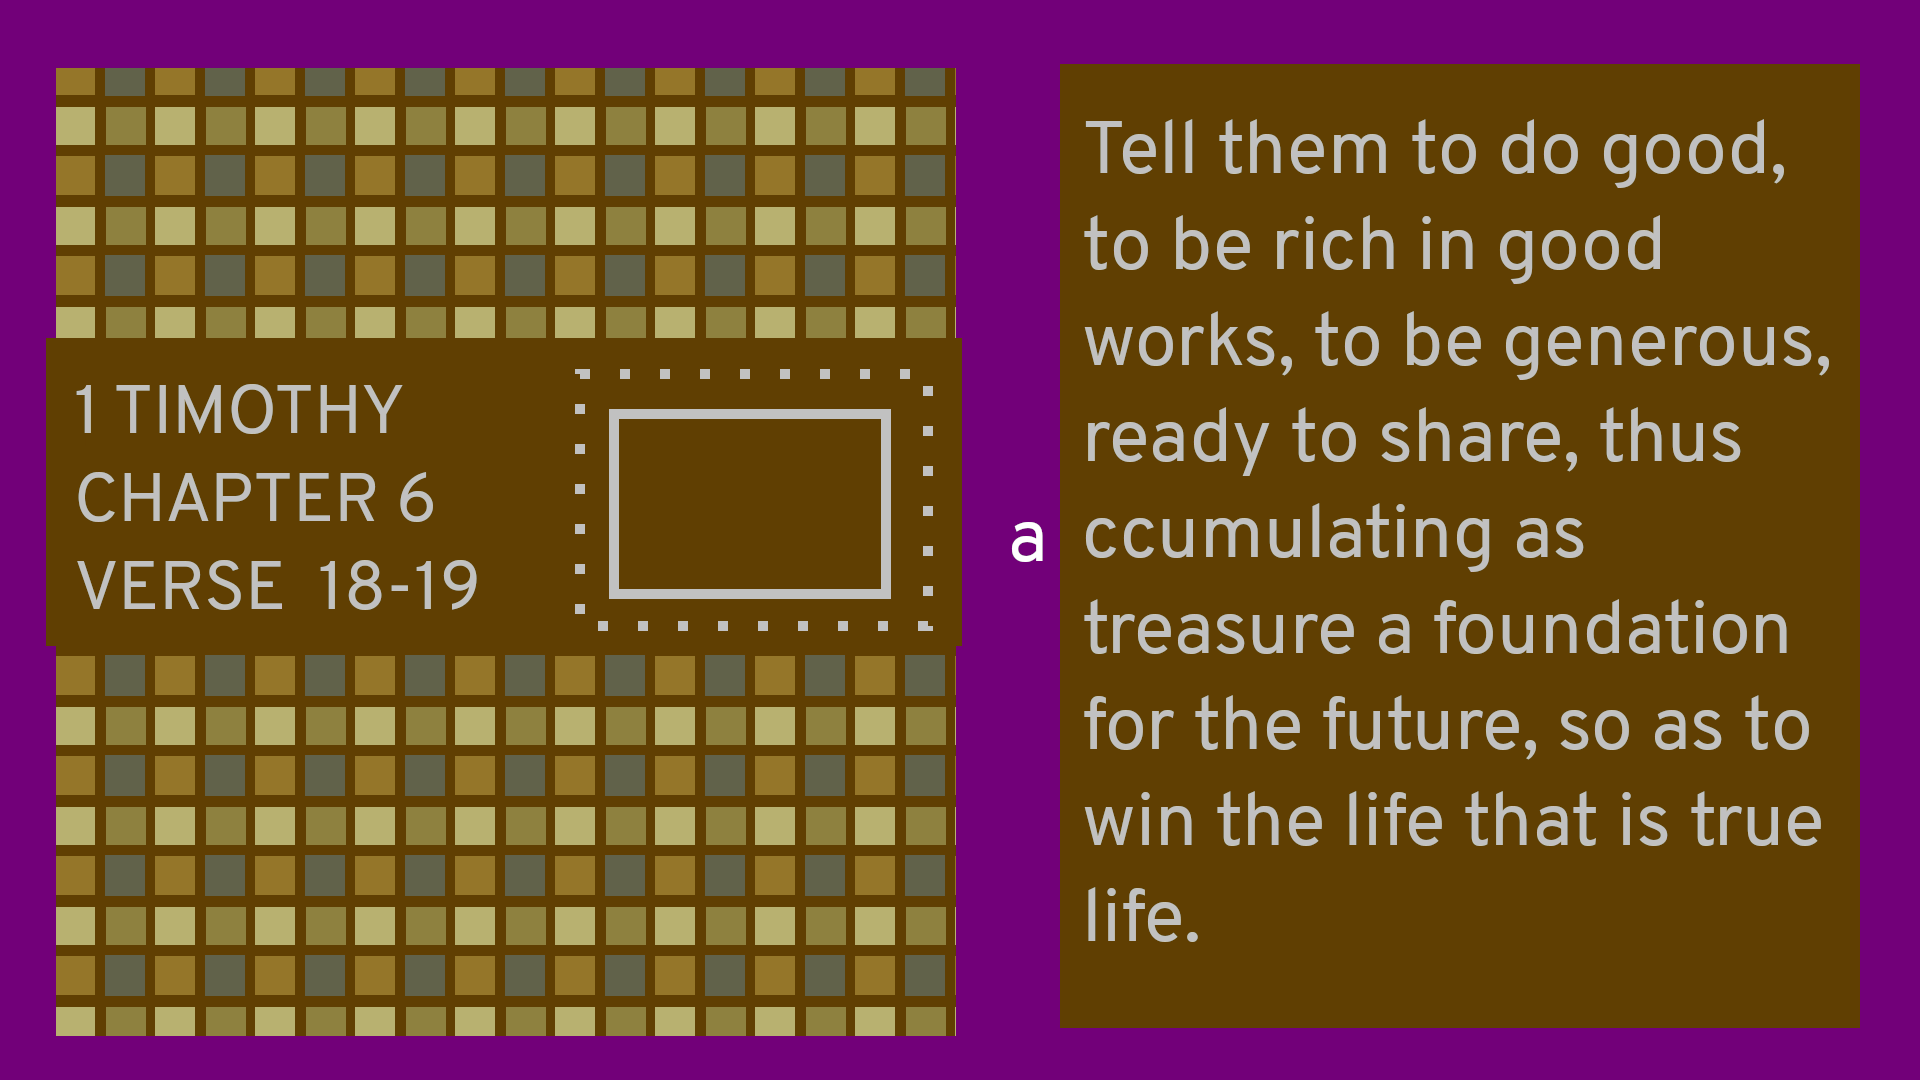 1 TIMOTHY
CHAPTER 6
VERSE 18-19
Tell them to do good,
to be rich in good
works, to be generous,
ready to share, thus
a ccumulating as
treasure a foundation
for the future, so as to
win the life that is true
life.